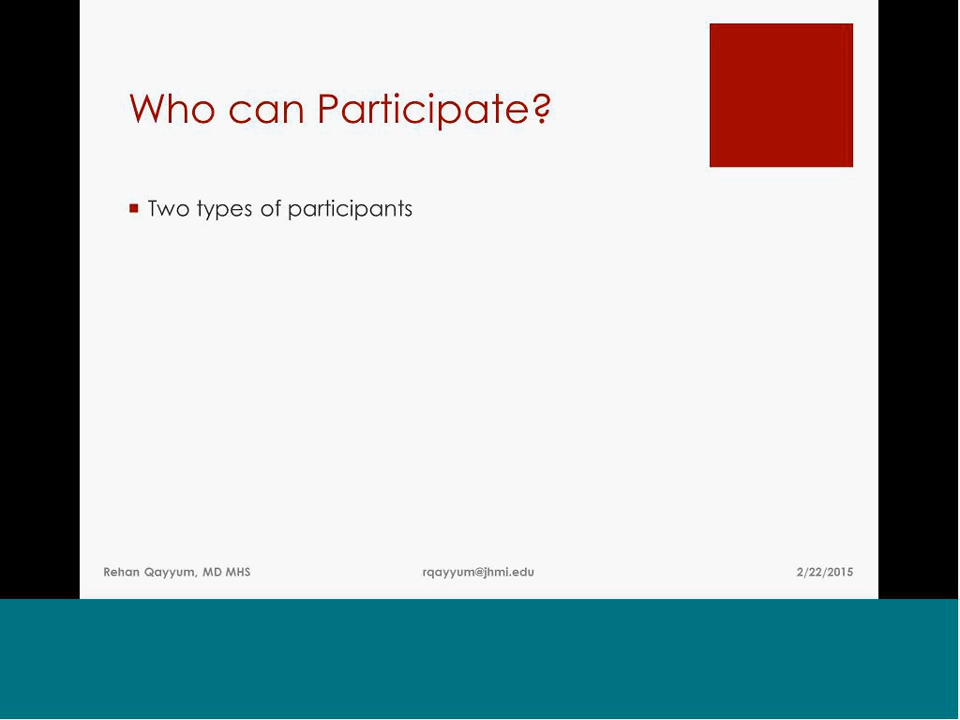 Who can Participate?
Two types of participants
Rehan Qayyum, MD MHS rqayyum@jhmi.edu 2/22/2015